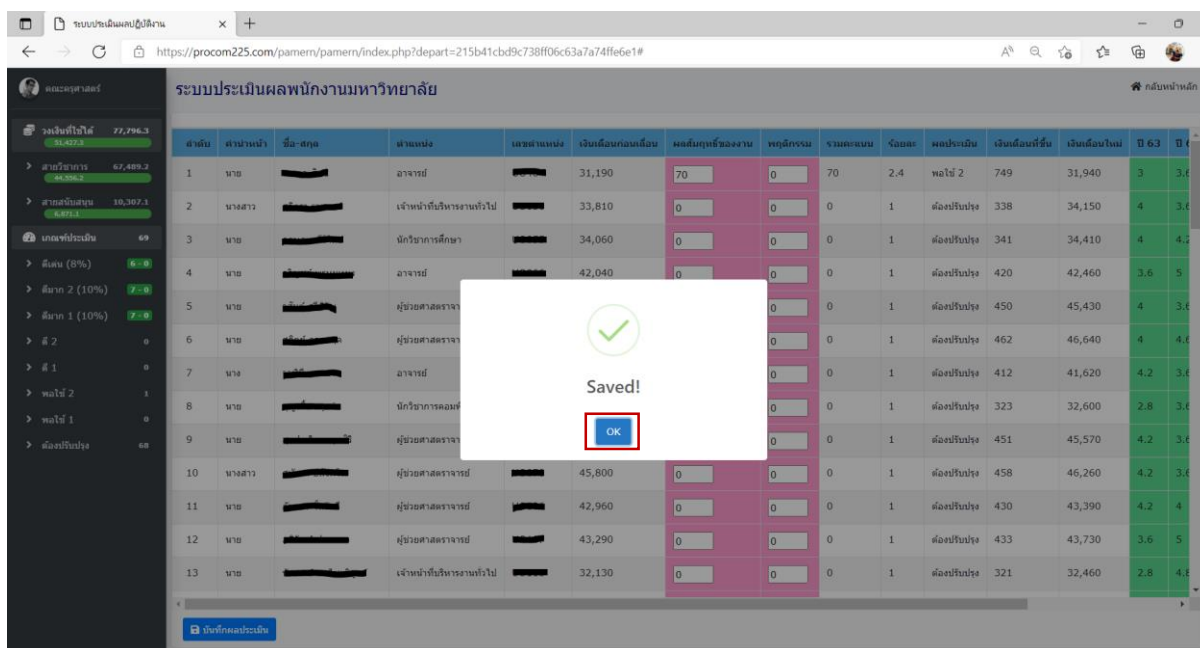 ระบบประเมินผลปฏิบัติงาน
https://procom225.com/pamern/pamern/index.php?depart=215b41cbd9c738ff06c63a7a74ffe6e1#
คณะครุศาสตร์
ระบบประเมินผลพนักงานมหาวิทยาลัย
กลับหน้าหลัก
วงเงินที่ใช้ได้ 77,796.3
51,427.3
สายวิชาการ 67,489.2
44,556.2
สายสนับสนุน 10,307.1
6,871.1
เกณฑ์ประเมิน 69
ดีเด่น (8%) 6 - 0
ดีมาก 2 (10%) 7 - 0
ดีมาก 1 (10%) 7 - 0
ดี 2 0
ดี 1 0
พอใช้ 2 1
พอใช้ 1 0
ต้องปรับปรุง 68
ลำดับ คำนำหน้า ชื่อ-สกุล ตำแหน่ง เลขตำแหน่ง เงินเดือนก่อนเลื่อน ผลสัมฤทธิ์ของงาน พฤติกรรม รวมคะแนน ร้อยละ ผลประเมิน เงินเดือนที่ขึ้น เงินเดือนใหม่ ปี 63 ปี
1 นาย อาจารย์ 31,190 70 0 70 2.4 พอใช้ 2 749 31,940 3 3.6
2 นางสาว เจ้าหน้าที่บริหารงานทั่วไป 33,810 0 0 0 1 ต้องปรับปรุง 338 34,150 4 3.6
3 นาย นักวิชาการศึกษา 34,060 0 0 0 1 ต้องปรับปรุง 341 34,410 4 4.2
4 นาย อาจารย์ 42,040 0 0 0 1 ต้องปรับปรุง 420 42,460 3.6 5
5 นาย ผู้ช่วยศาสตราจา 0 0 1 ต้องปรับปรุง 450 45,430 4 3.6
6 นาย ผู้ช่วยศาสตราจา 0 0 1 ต้องปรับปรุง 462 46,640 4 4.6
7 นาย อาจารย์ 0 0 1 ต้องปรับปรุง 412 41,620 4.2 3.6
8 นาย นักวิชาการคอมพ 0 0 1 ต้องปรับปรุง 323 32,600 2.8 3.6
9 นาย ผู้ช่วยศาสตราจา 0 0 1 ต้องปรับปรุง 451 45,570 4.2 3.6
10 นางสาว ผู้ช่วยศาสตราจารย์ 45,800 0 0 0 1 ต้องปรับปรุง 458 46,260 4.2 3.6
11 นาย ผู้ช่วยศาสตราจารย์ 42,960 0 0 0 1 ต้องปรับปรุง 430 43,390 4.2 4
12 นาย ผู้ช่วยศาสตราจารย์ 43,290 0 0 0 1 ต้องปรับปรุง 433 43,730 3.6 5
13 นาย เจ้าหน้าที่บริหารงานทั่วไป 32,130 0 0 0 1 ต้องปรับปรุง 321 32,460 2.8 4.8
Saved!
OK
บันทึกผลประเมิน